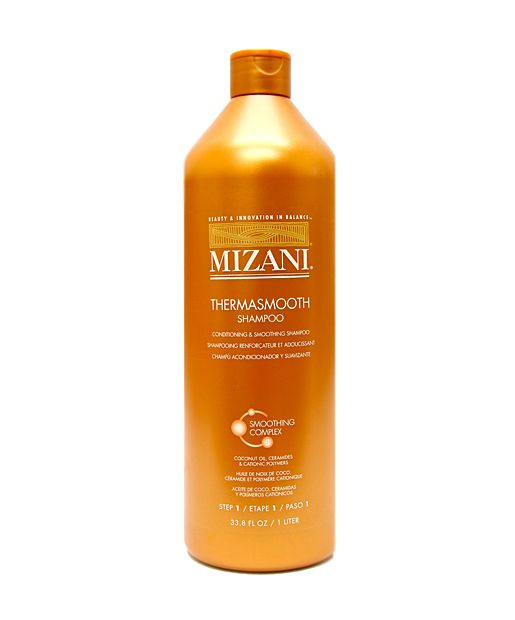 BEAUTY & INNOVATION IN BALANCE™
MIZANI®
THERMASMOOTH
SHAMPOO
CONDITIONING & SMOOTHING SHAMPOO
SHAMPOOING RENFORÇATEUR ET ADOUCISSANT
CHAMPÚ ACONDICIONADOR Y SUAVIZANTE
SMOOTHING
COMPLEX
COCONUT OIL, CERAMIDES
& CATIONIC POLYMERS
HUILE DE NOIX DE COCO,
CÉRAMIDE ET POLYMÈRE CATIONIQUE
ACEITE DE COCO, CERAMIDAS
Y POLÍMEROS CATIÓNICOS
STEP 1 / ETAPE 1 / PASO 1
33.8 FL OZ / 1 LITER